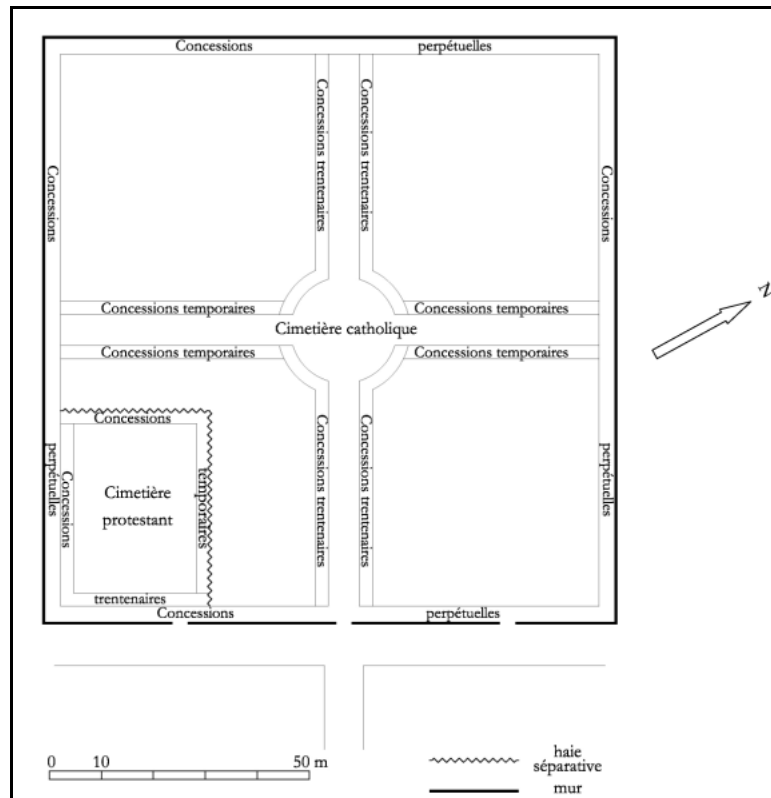 Concessions perpétuelles
Concessions
Concessions trentenaires
Concessions trentenaires
Concessions
Concessions temporaires
Concessions temporaires
Cimetière catholique
Concessions temporaires
Concessions temporaires
N
Concessions
perpétuelles
Concessions
Cimetière
protestant
temporaires
Concessions trentenaires
Concessions trentenaires
perpétuelles
trentenaires
Concessions perpétuelles
0 10 50 m
haie
séparative
mur